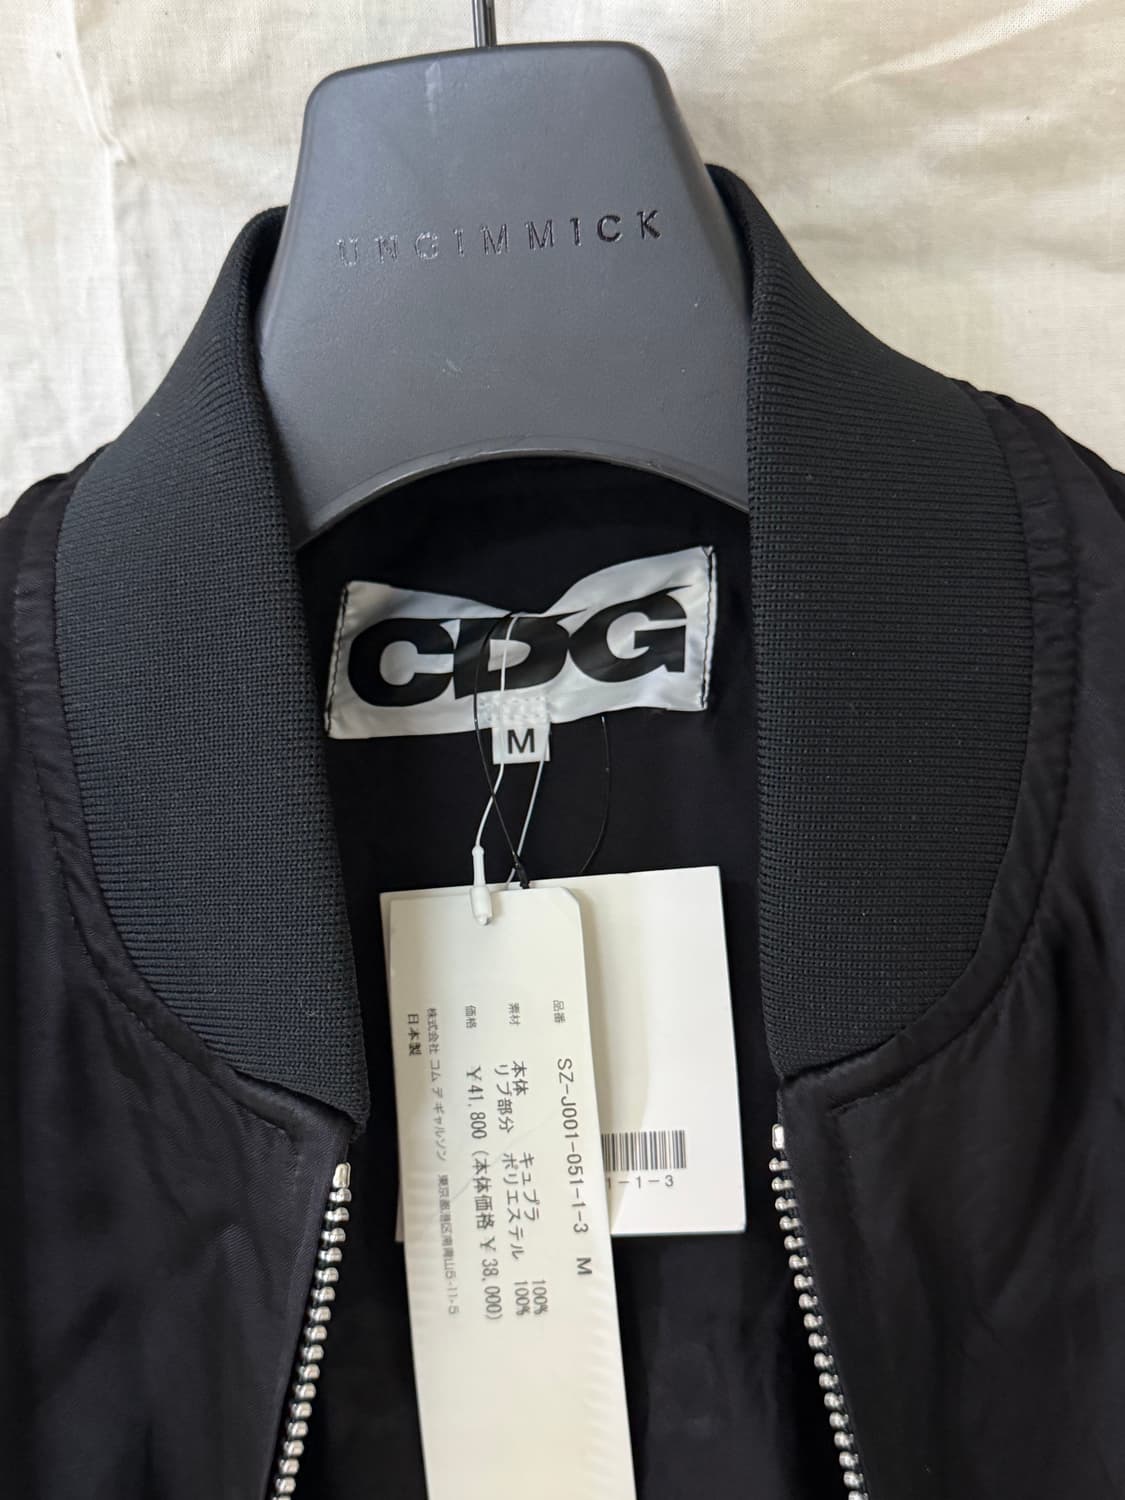 UNGIMMICK
CDG
M
品番 SZ-J001-051-1-3 M
素材 本体 キュプラ 100%
リブ部分 ポリエステル 100%
価格 ¥41,800 (本体価格 ¥38,000)
株式会社 コム デ ギャルソン 東京都港区南青山5-11-5
日本製
1-1-3